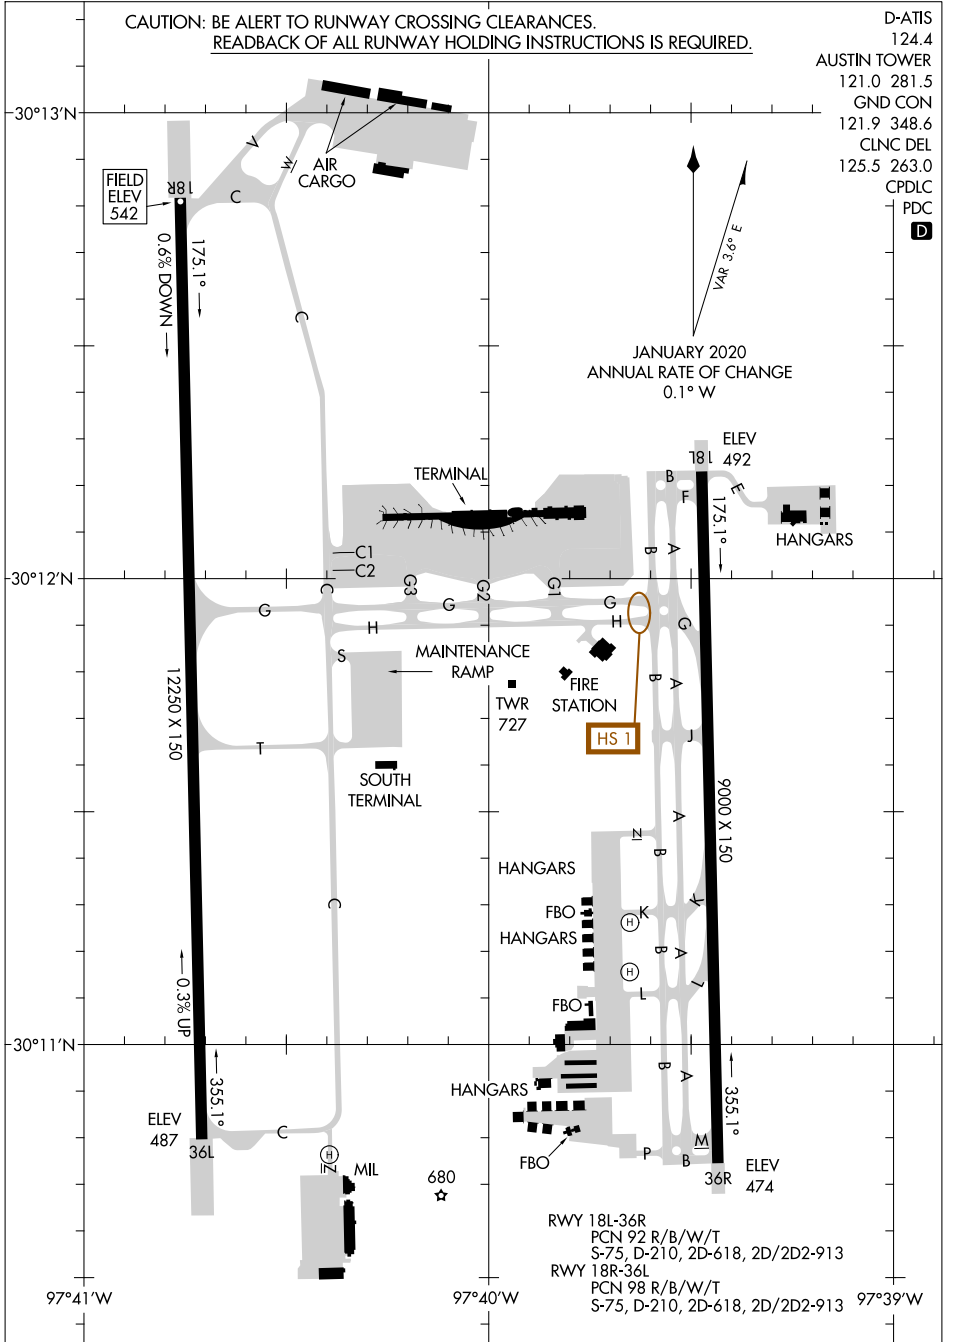 CAUTION: BE ALERT TO RUNWAY CROSSING CLEARANCES.
READBACK OF ALL RUNWAY HOLDING INSTRUCTIONS IS REQUIRED.
D-ATIS
124.4
AUSTIN TOWER
121.0 281.5
GND CON
121.9 348.6
CLNC DEL
125.5 263.0
CPDLC
PDC
D
30°13'N
V
W
AIR
CARGO
C
FIELD
ELEV
542
18R
0.6% DOWN
175.1°
C
VAR 3.6° E
JANUARY 2020
ANNUAL RATE OF CHANGE
0.1° W
TERMINAL
ELEV
492
18L
B
F
E
HANGARS
175.1°
B
A
C1
C2
30°12'N
C
G3
G2
G1
G
G
G
G
G
H
H
S
MAINTENANCE
RAMP
FIRE
STATION
TWR
727
HS 1
B
A
J
12250 X 150
T
SOUTH
TERMINAL
9000 X 150
A
B
N
HANGARS
FBO
K
K
H
HANGARS
B
A
H
L
L
C
0.3% UP
FBO
30°11'N
355.1°
B
A
355.1°
HANGARS
ELEV
487
36L
C
H
N
MIL
680
FBO
P
B
M
36R
ELEV
474
RWY 18L-36R
PCN 92 R/B/W/T
S-75, D-210, 2D-618, 2D/2D2-913
RWY 18R-36L
PCN 98 R/B/W/T
S-75, D-210, 2D-618, 2D/2D2-913
97°41'W
97°40'W
97°39'W